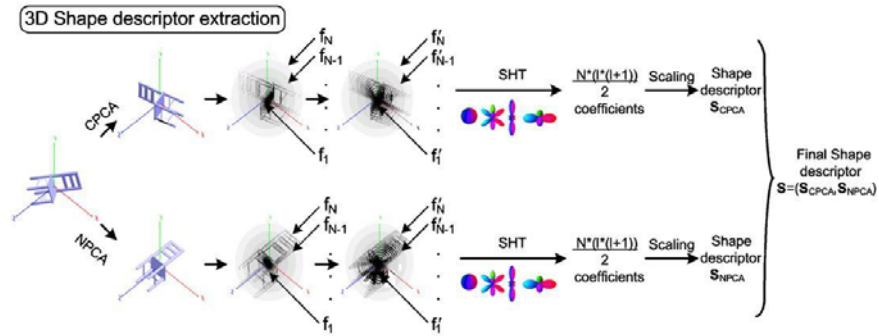 3D Shape descriptor extraction
CPCA
f_N
f_N-1
f_1
f'_N
f'_N-1
f'_1
SHT
N*(l*(l+1))
2
coefficients
Scaling
Shape
descriptor
S_CPCA
NPCA
f_N
f_N-1
f_1
f'_N
f'_N-1
f'_1
SHT
N*(l*(l+1))
2
coefficients
Scaling
Shape
descriptor
S_NPCA
Final Shape
descriptor
S=(S_CPCA,S_NPCA)